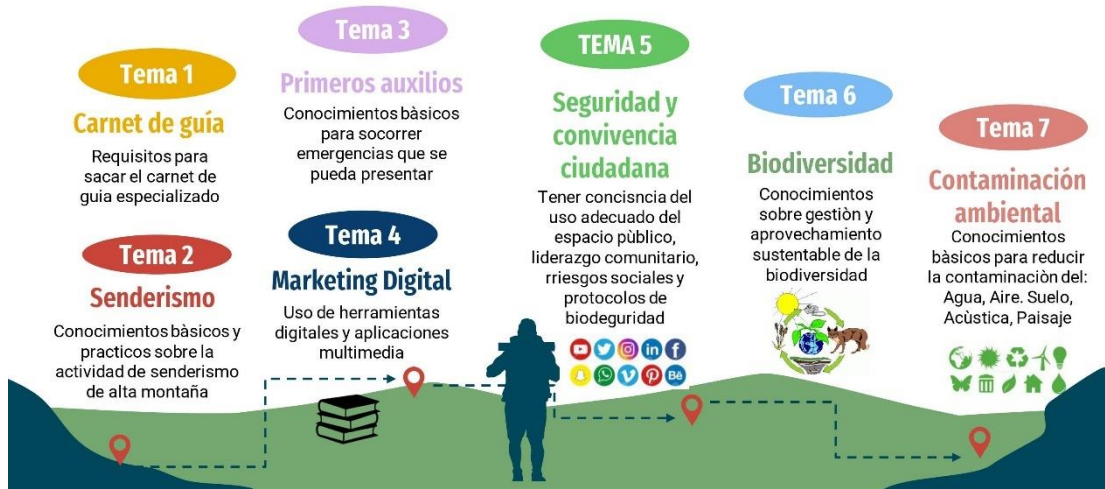 Tema 1
Carnet de guía
Requisitos para
sacar el carnet de
guia especializado
Tema 2
Senderismo
Conocimientos bàsicos y
practicos sobre la
actividad de senderismo
de alta montaña
Tema 3
Primeros auxilios
Conocimientos bàsicos
para socorrer
emergencias que se
pueda presentar
Tema 4
Marketing Digital
Uso de herramientas
digitales y aplicaciones
multimedia
TEMA 5
Seguridad y
convivencia
ciudadana
Tener concisncia del
uso adecuado del
espacio pùblico,
liderazgo comunitario,
rriesgos sociales y
protocolos de
biodeguridad
in
f
Bē
Tema 6
Biodiversidad
Conocimientos
sobre gestiòn y
aprovechamiento
sustentable de la
biodiversidad
Tema 7
Contaminación
ambiental
Conocimientos
bàsicos para reducir
la contaminaciòn del:
Agua, Aire. Suelo,
Acùstica, Paisaje